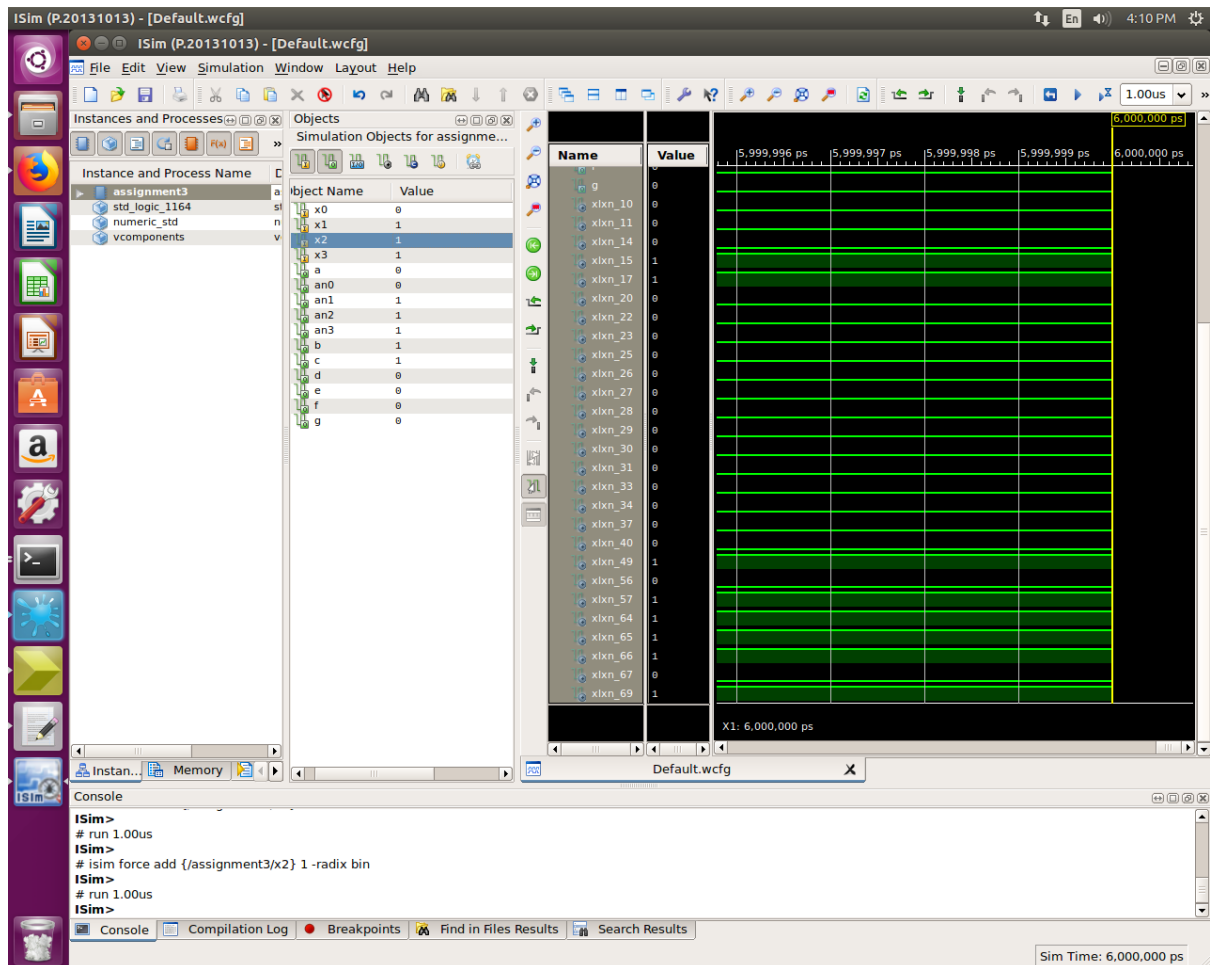 ISim (P.20131013) - [Default.wcfg]
En
4:10 PM
ISim (P.20131013) - [Default.wcfg]
File Edit View Simulation Window Layout Help
1.00us
»
Instances and Processes
»
Instance and Process Name
assignment3 a
std_logic_1164 st
numeric_std n
vcomponents v
Instan...
Memory
Objects
Simulation Objects for assignme...
bject Name Value
x0 0
x1 1
x2 1
x3 1
a 0
an0 0
an1 1
an2 1
an3 1
b 1
c 1
d 0
e 0
f 0
g 0
Name Value
g 0
xlxn_10 0
xlxn_11 0
xlxn_14 0
xlxn_15 1
xlxn_17 1
xlxn_20 0
xlxn_22 0
xlxn_23 0
xlxn_25 0
xlxn_26 0
xlxn_27 0
xlxn_28 0
xlxn_29 0
xlxn_30 0
xlxn_31 0
xlxn_33 0
xlxn_34 0
xlxn_37 0
xlxn_40 0
xlxn_49 1
xlxn_56 0
xlxn_57 1
xlxn_64 1
xlxn_65 1
xlxn_66 1
xlxn_67 0
xlxn_69 1
6,000,000 ps
5,999,996 ps 5,999,997 ps 5,999,998 ps 5,999,999 ps 6,000,000 ps
X1: 6,000,000 ps
Default.wcfg
Console
ISim>
# run 1.00us
ISim>
# isim force add {/assignment3/x2} 1 -radix bin
ISim>
# run 1.00us
ISim>
Console Compilation Log Breakpoints Find in Files Results Search Results
Sim Time: 6,000,000 ps